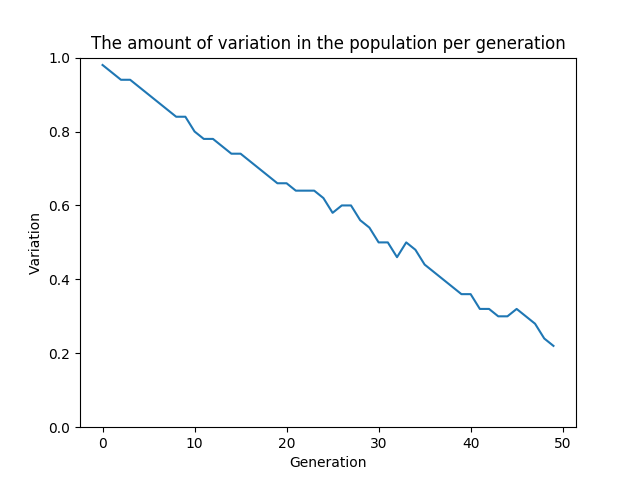 The amount of variation in the population per generation
1.0
0.8
0.6
0.4
0.2
0.0
Variation
0 10 20 30 40 50
Generation